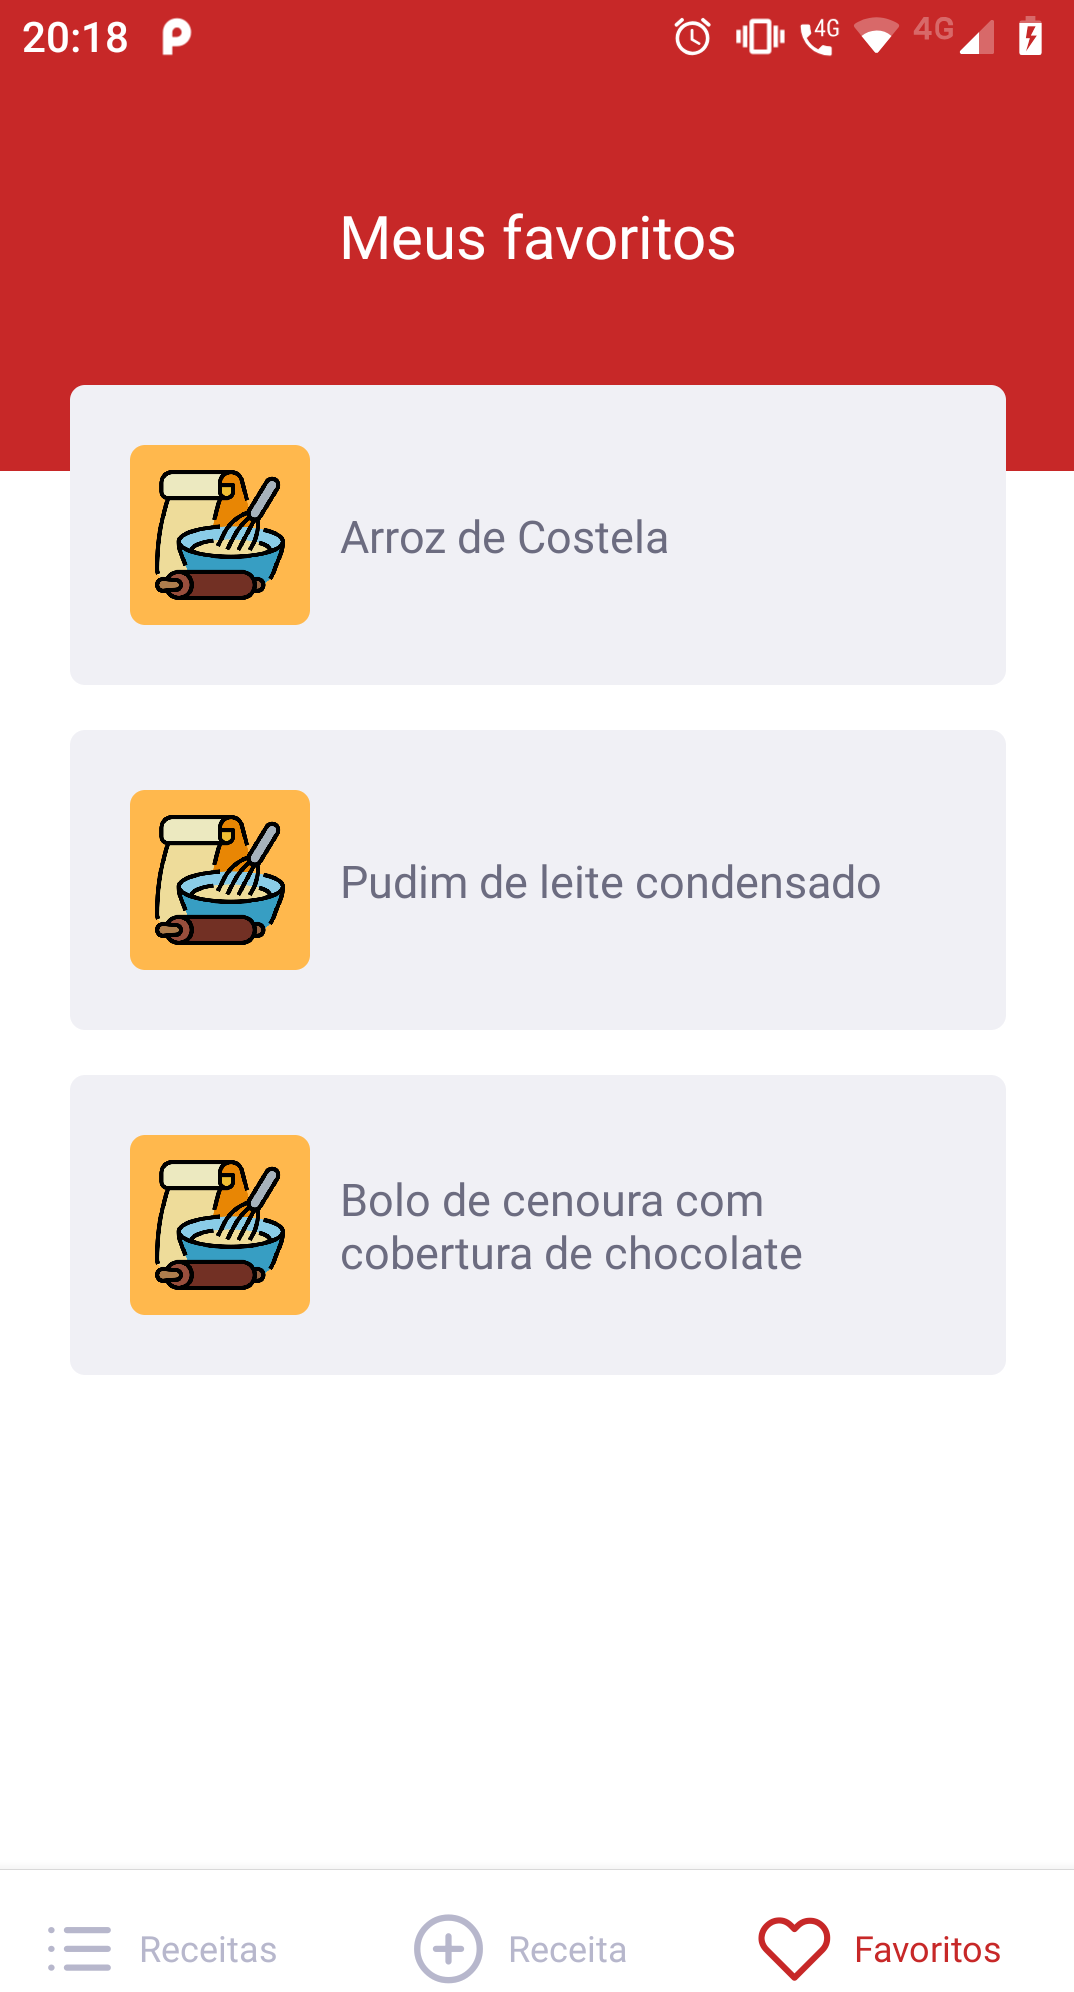 20:18
4G
4G
Meus favoritos
Arroz de Costela
Pudim de leite condensado
Bolo de cenoura com
cobertura de chocolate
Receitas
Receita
Favoritos